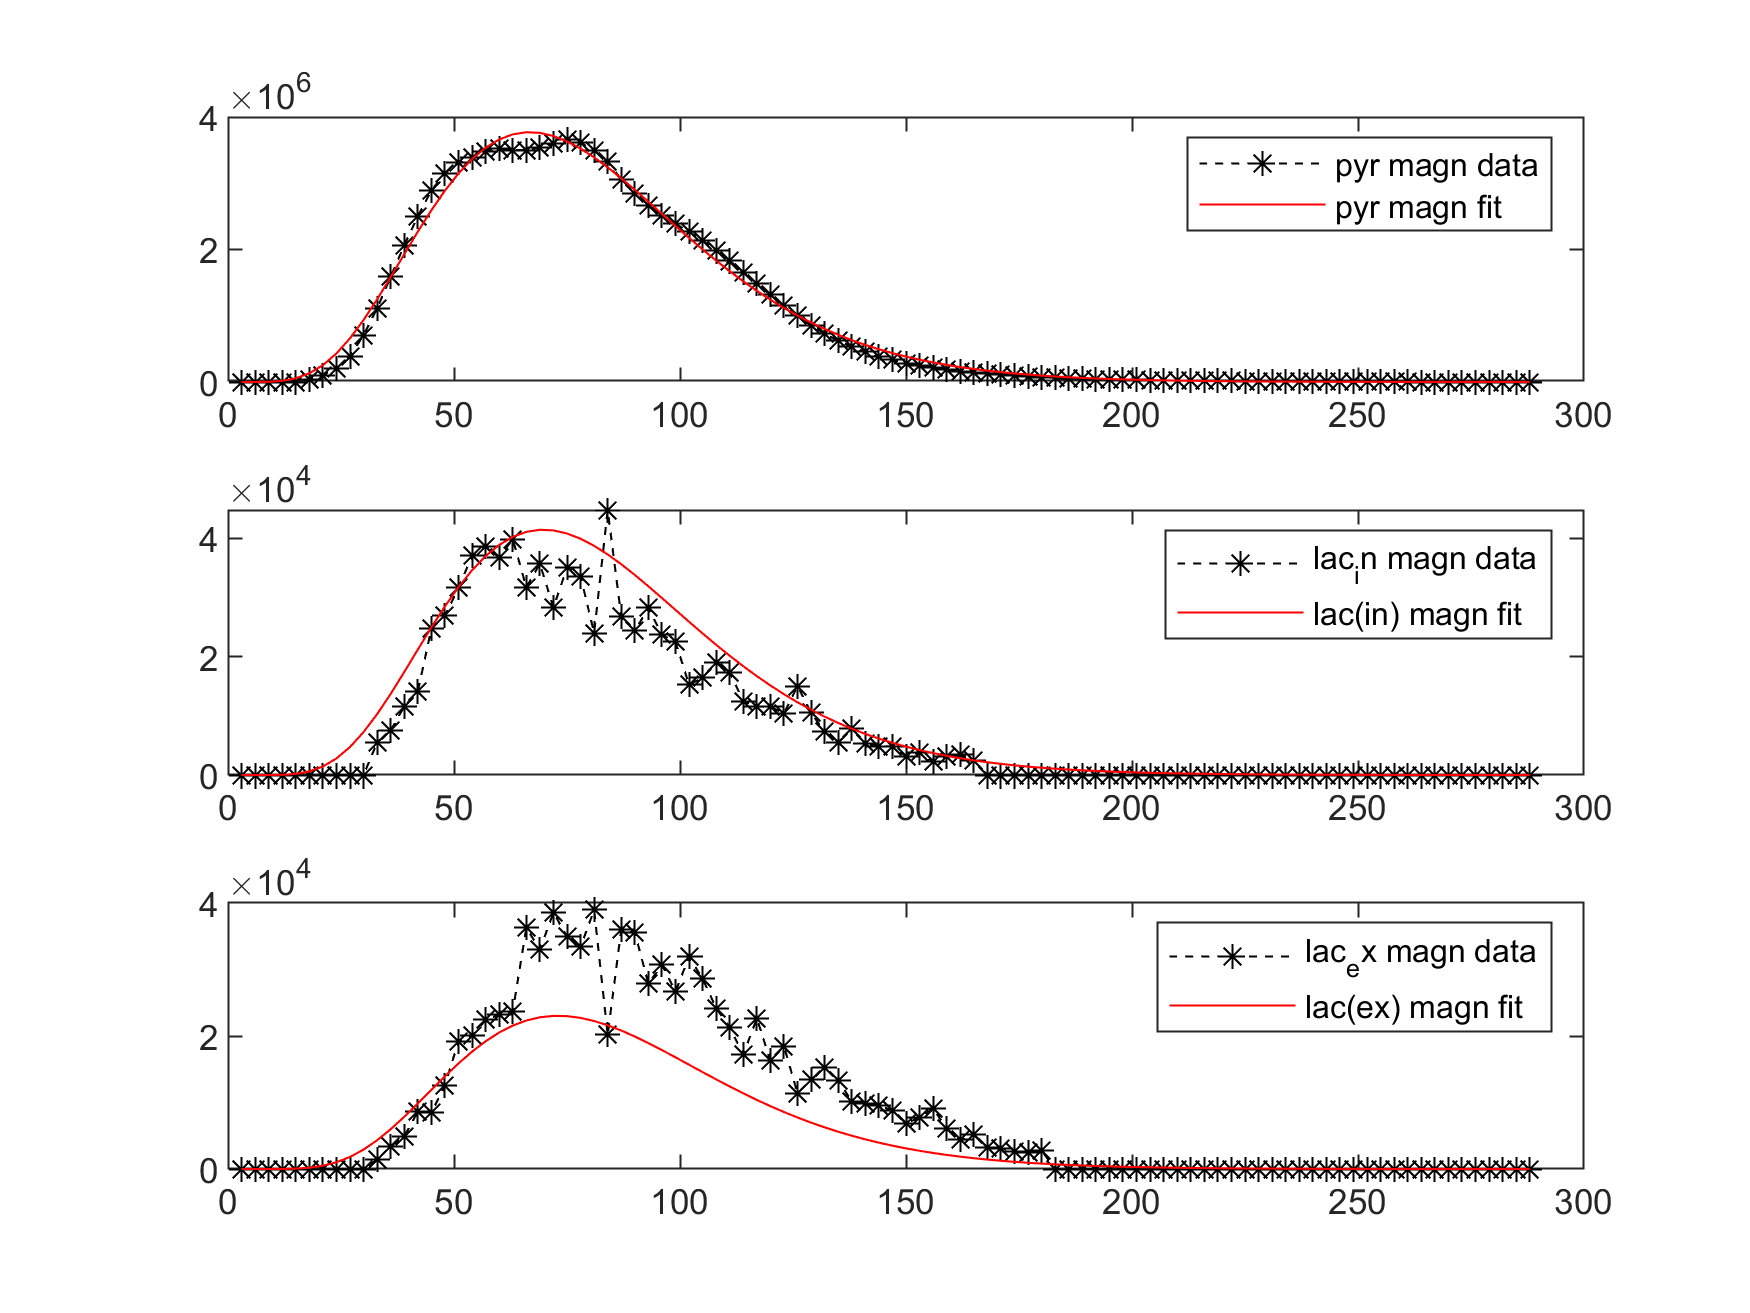 ×10^6
4
2
0
0 50 100 150 200 250 300
pyr magn data
pyr magn fit
×10^4
4
2
0
0 50 100 150 200 250 300
lac_in magn data
lac(in) magn fit
×10^4
4
2
0
0 50 100 150 200 250 300
lac_ex magn data
lac(ex) magn fit